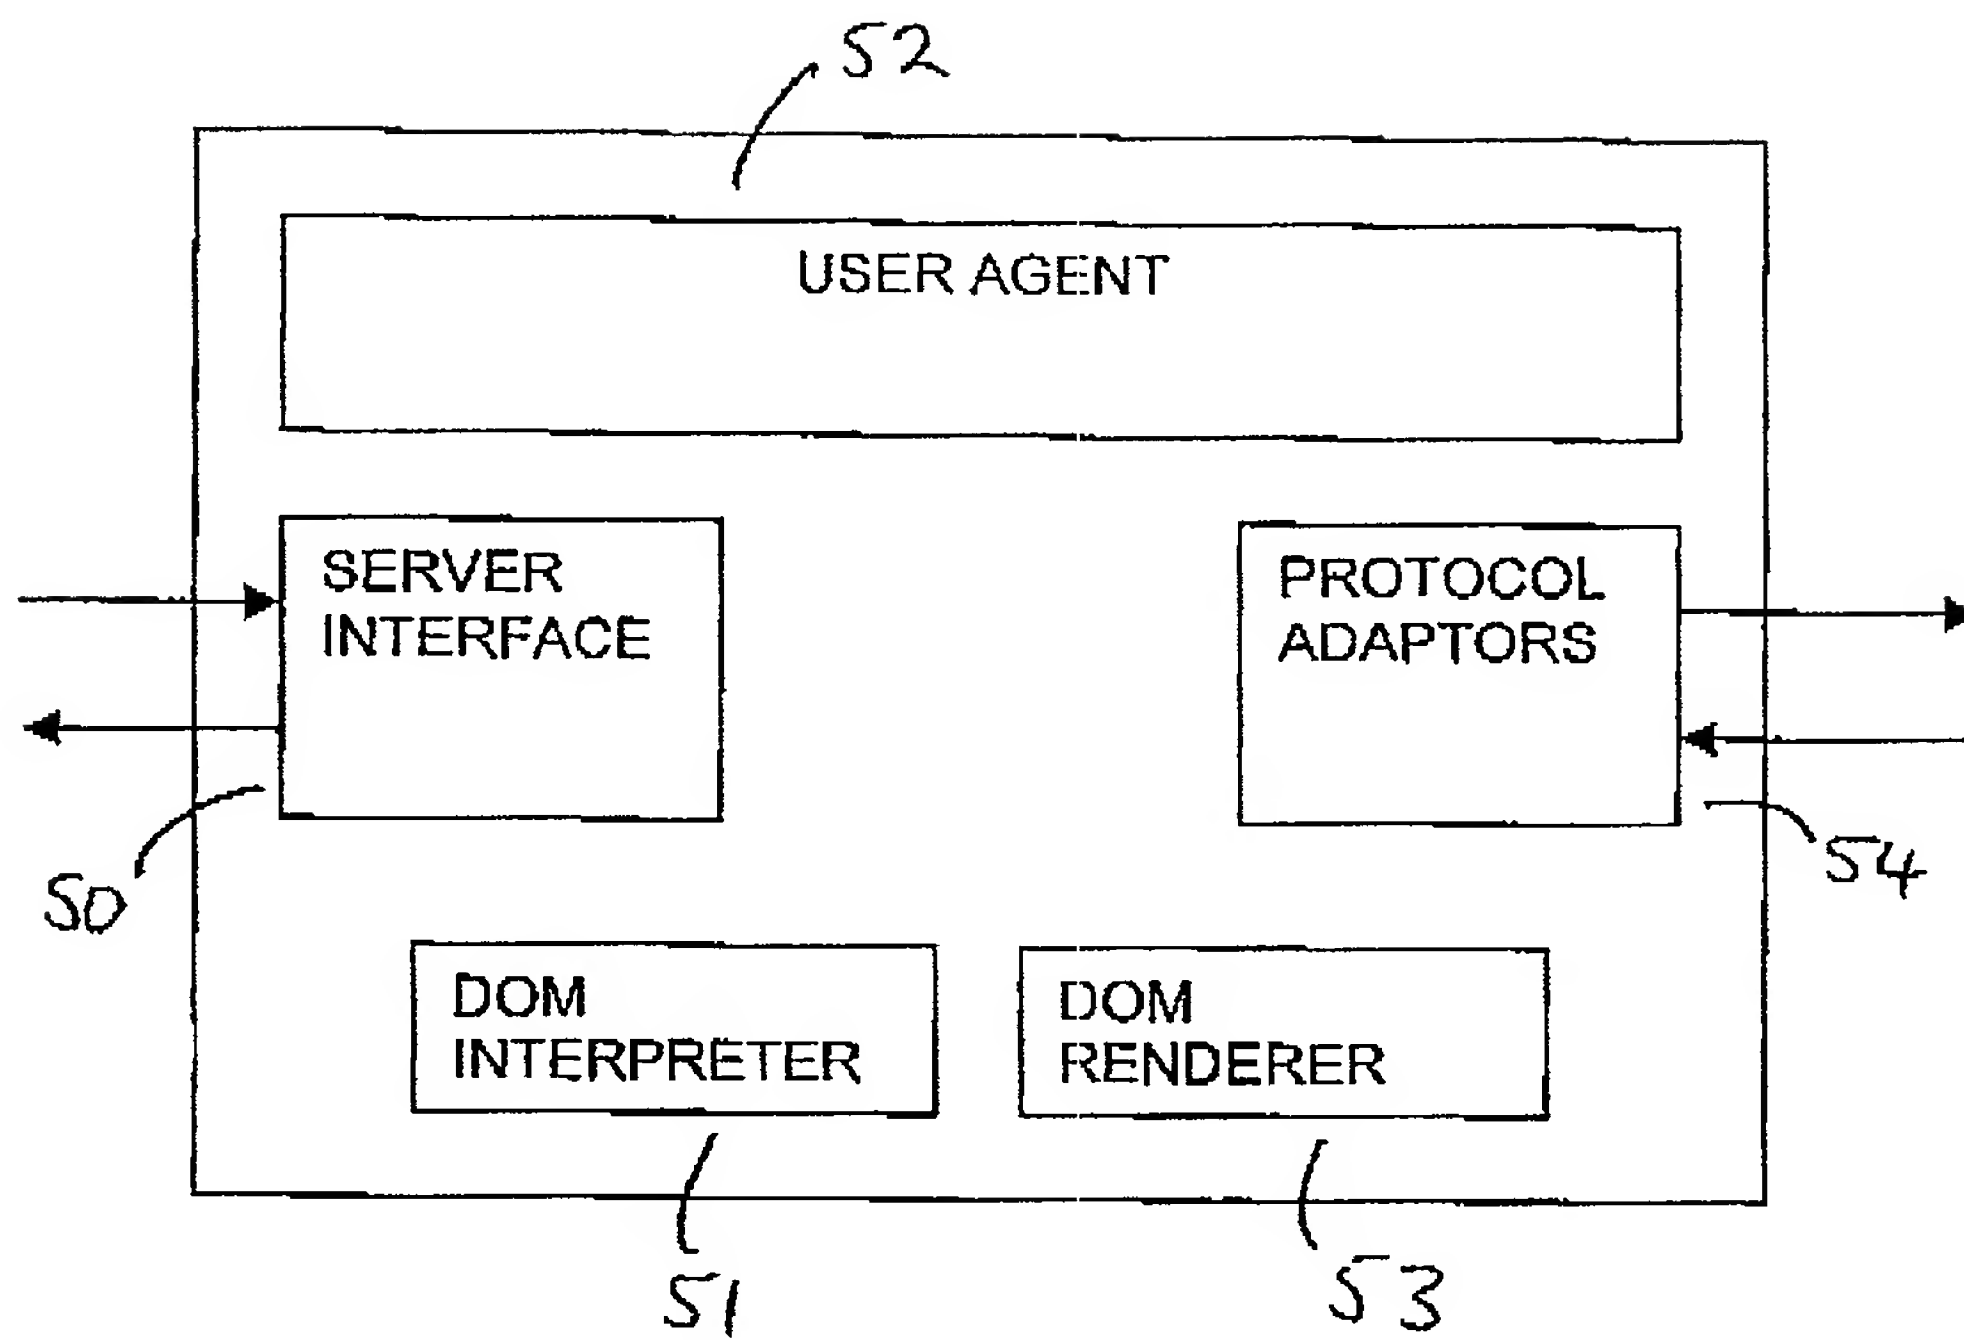 52
USER AGENT
SERVER
INTERFACE
PROTOCOL
ADAPTORS
50
54
DOM
INTERPRETER
DOM
RENDERER
51
53